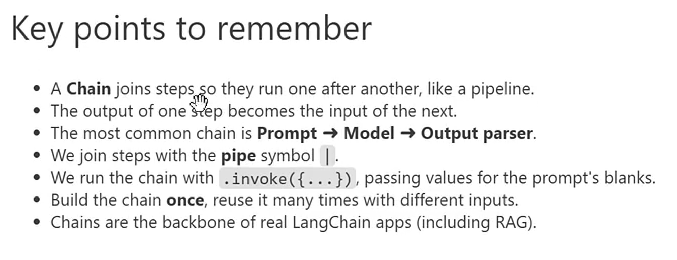 Key points to remember
• A Chain joins steps so they run one after another, like a pipeline.
• The output of one step becomes the input of the next.
• The most common chain is Prompt ➜ Model ➜ Output parser.
• We join steps with the pipe symbol |.
• We run the chain with .invoke({...}), passing values for the prompt's blanks.
• Build the chain once, reuse it many times with different inputs.
• Chains are the backbone of real LangChain apps (including RAG).